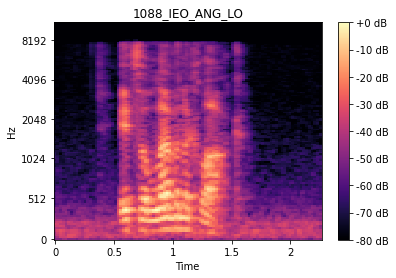 1088_IEO_ANG_LO
+0 dB
8192
-10 dB
4096
-20 dB
-30 dB
2048
Hz
-40 dB
1024
-50 dB
512
-60 dB
-70 dB
0
-80 dB
0 0.5 1 1.5 2
Time